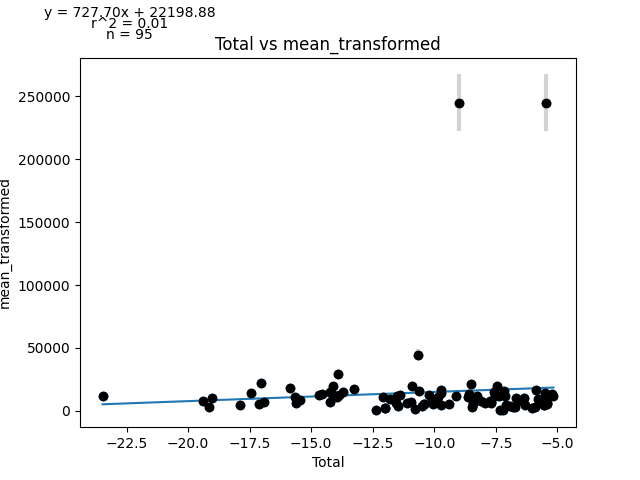 y = 727.70x + 22198.88
r^2 = 0.01
n = 95
Total vs mean_transformed
250000
200000
150000
100000
50000
0
mean_transformed
−22.5
−20.0
−17.5
−15.0
−12.5
−10.0
−7.5
−5.0
Total